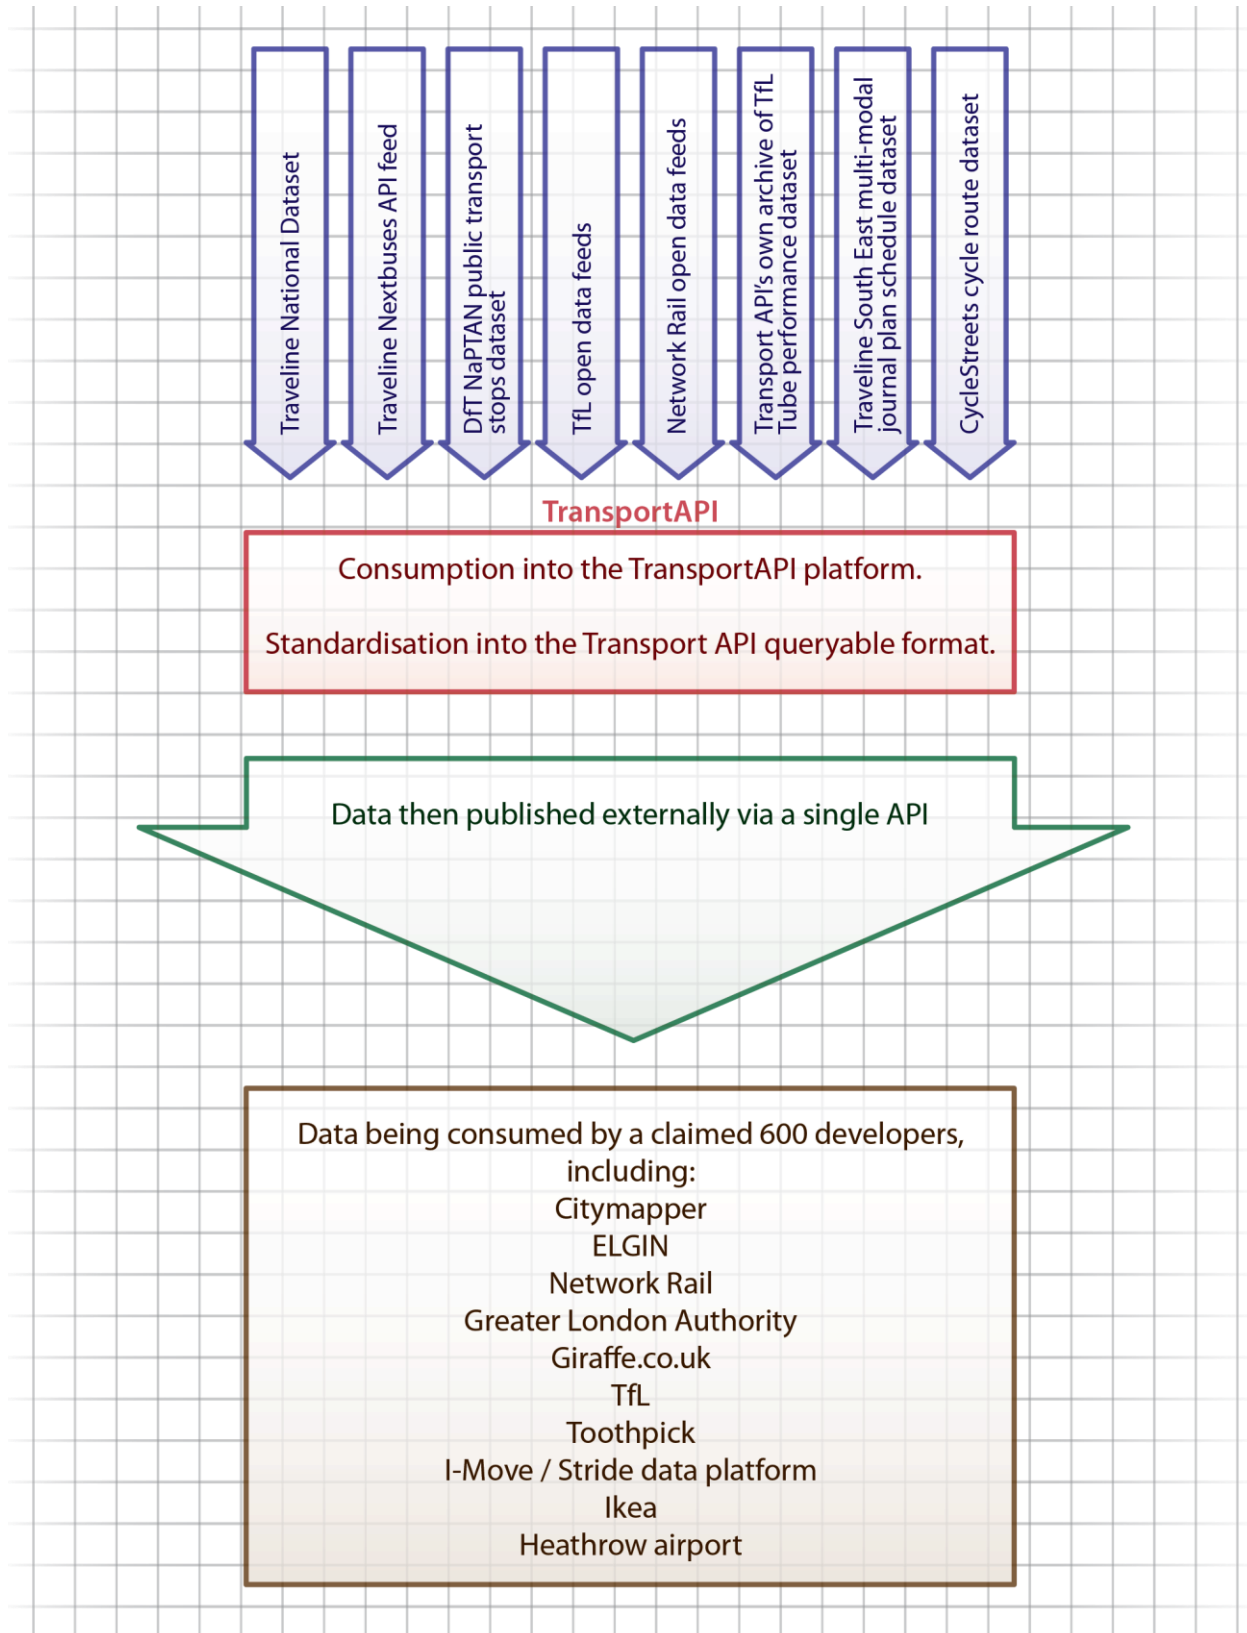 Traveline National Dataset
Traveline Nextbuses API feed
DfT NaPTAN public transport
stops dataset
TfL open data feeds
Network Rail open data feeds
Transport API's own archive of TfL
Tube performance dataset
Traveline South East multi-modal
journal plan schedule dataset
CycleStreets cycle route dataset
TransportAPI
Consumption into the TransportAPI platform.
Standardisation into the Transport API queryable format.
Data then published externally via a single API
Data being consumed by a claimed 600 developers,
including:
Citymapper
ELGIN
Network Rail
Greater London Authority
Giraffe.co.uk
TfL
Toothpick
I-Move / Stride data platform
Ikea
Heathrow airport